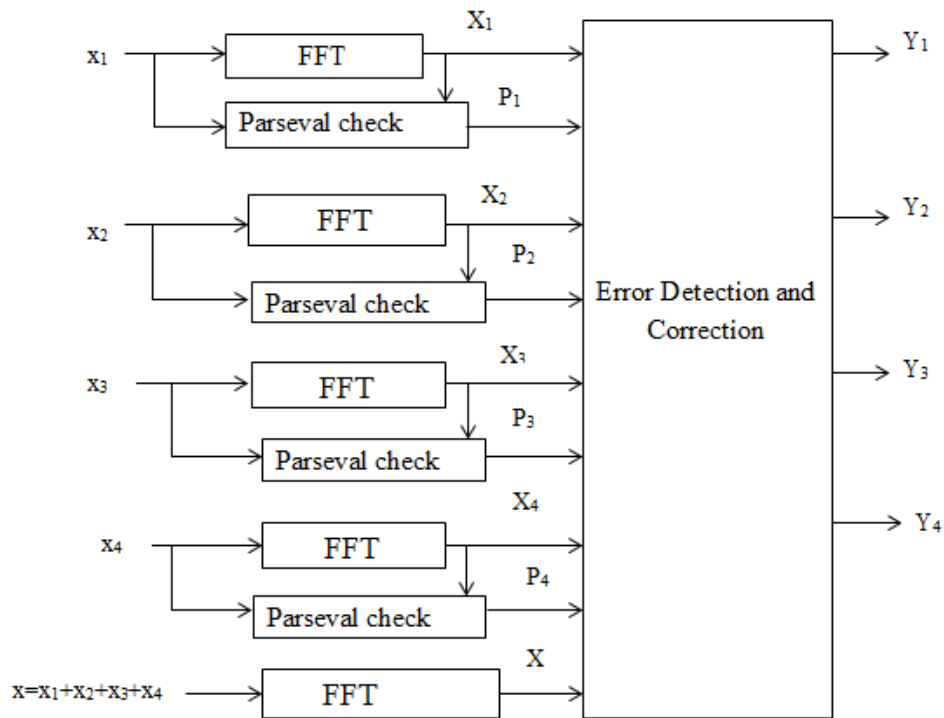 X₁
x₁
FFT
Y₁
P₁
Parseval check
X₂
x₂
FFT
Y₂
P₂
Parseval check
Error Detection and
Correction
X₃
x₃
FFT
Y₃
P₃
Parseval check
X₄
x₄
FFT
Y₄
P₄
Parseval check
X
x=x₁+x₂+x₃+x₄
FFT